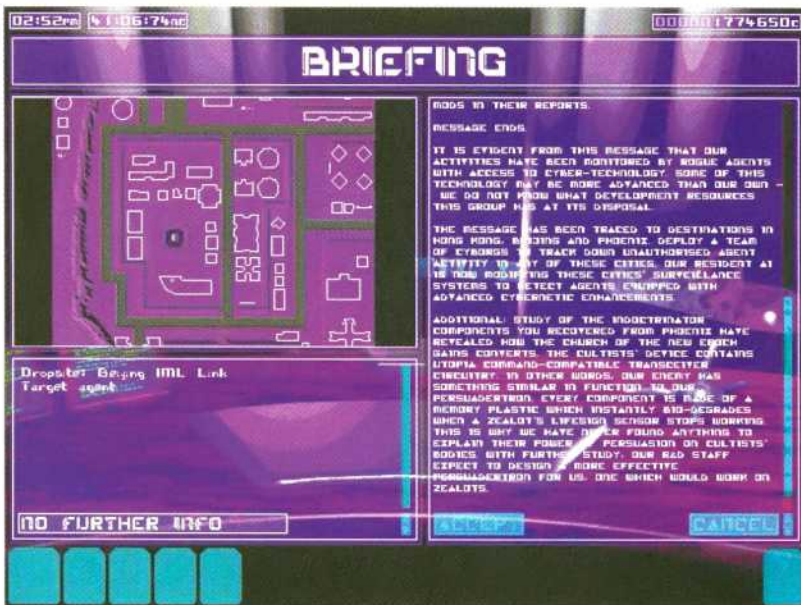 02:52pm 41:06:74nc
000001774650c
BRIEFING
MODS IN THEIR REPORTS.
MESSAGE ENDS.
IT IS EVIDENT FROM THIS MESSAGE THAT OUR
ACTIVITIES HAVE BEEN MONITORED BY ROGUE AGENTS
WITH ACCESS TO CYBER-TECHNOLOGY. SOME OF THIS
TECHNOLOGY MAY BE MORE ADVANCED THAN OUR OWN -
WE DO NOT KNOW WHAT DEVELOPMENT RESOURCES
THIS GROUP HAS AT ITS DISPOSAL.
THE MESSAGE HAS BEEN TRACED TO DESTINATIONS IN
HONG KONG, BEIJING AND PHOENIX. DEPLOY A TEAM
OF CYBORGS TO TRACK DOWN UNAUTHORISED AGENT
ACTIVITY IN ANY OF THESE CITIES. OUR RESIDENT AI
IS NOW MODIFYING THESE CITIES' SURVEILLANCE
SYSTEMS TO DETECT AGENTS EQUIPPED WITH
ADVANCED CYBERNETIC ENHANCEMENTS.
ADDITIONAL: STUDY OF THE INDOCTRINATOR
COMPONENTS YOU RECOVERED FROM PHOENIX HAVE
REVEALED HOW THE CHURCH OF THE NEW EPOCH
GAINS CONVERTS. THE CULTISTS' DEVICE CONTAINS
UTOPIA COMMAND-COMPATIBLE TRANSCEIVER
CIRCUITRY. IN OTHER WORDS, OUR ENEMY HAS
SOMETHING SIMILAR IN FUNCTION TO OUR
PERSUADERTRON. EVERY COMPONENT IS MADE OF A
MEMORY PLASTIC WHICH INSTANTLY BIO-DEGRADES
WHEN A ZEALOT'S LIFESIGN SENSOR STOPS WORKING.
THIS IS WHY WE HAVE NEVER FOUND ANYTHING TO
EXPLAIN THEIR POWER OF PERSUASION ON CULTISTS'
BODIES. WITH FURTHER STUDY, OUR R&D STAFF
EXPECT TO DESIGN A MORE EFFECTIVE
PERSUADERTRON FOR US, ONE WHICH WOULD WORK ON
ZEALOTS.
Dropsite: Beijing IML Link
Target agent
NO FURTHER INFO
ACCEPT
CANCEL